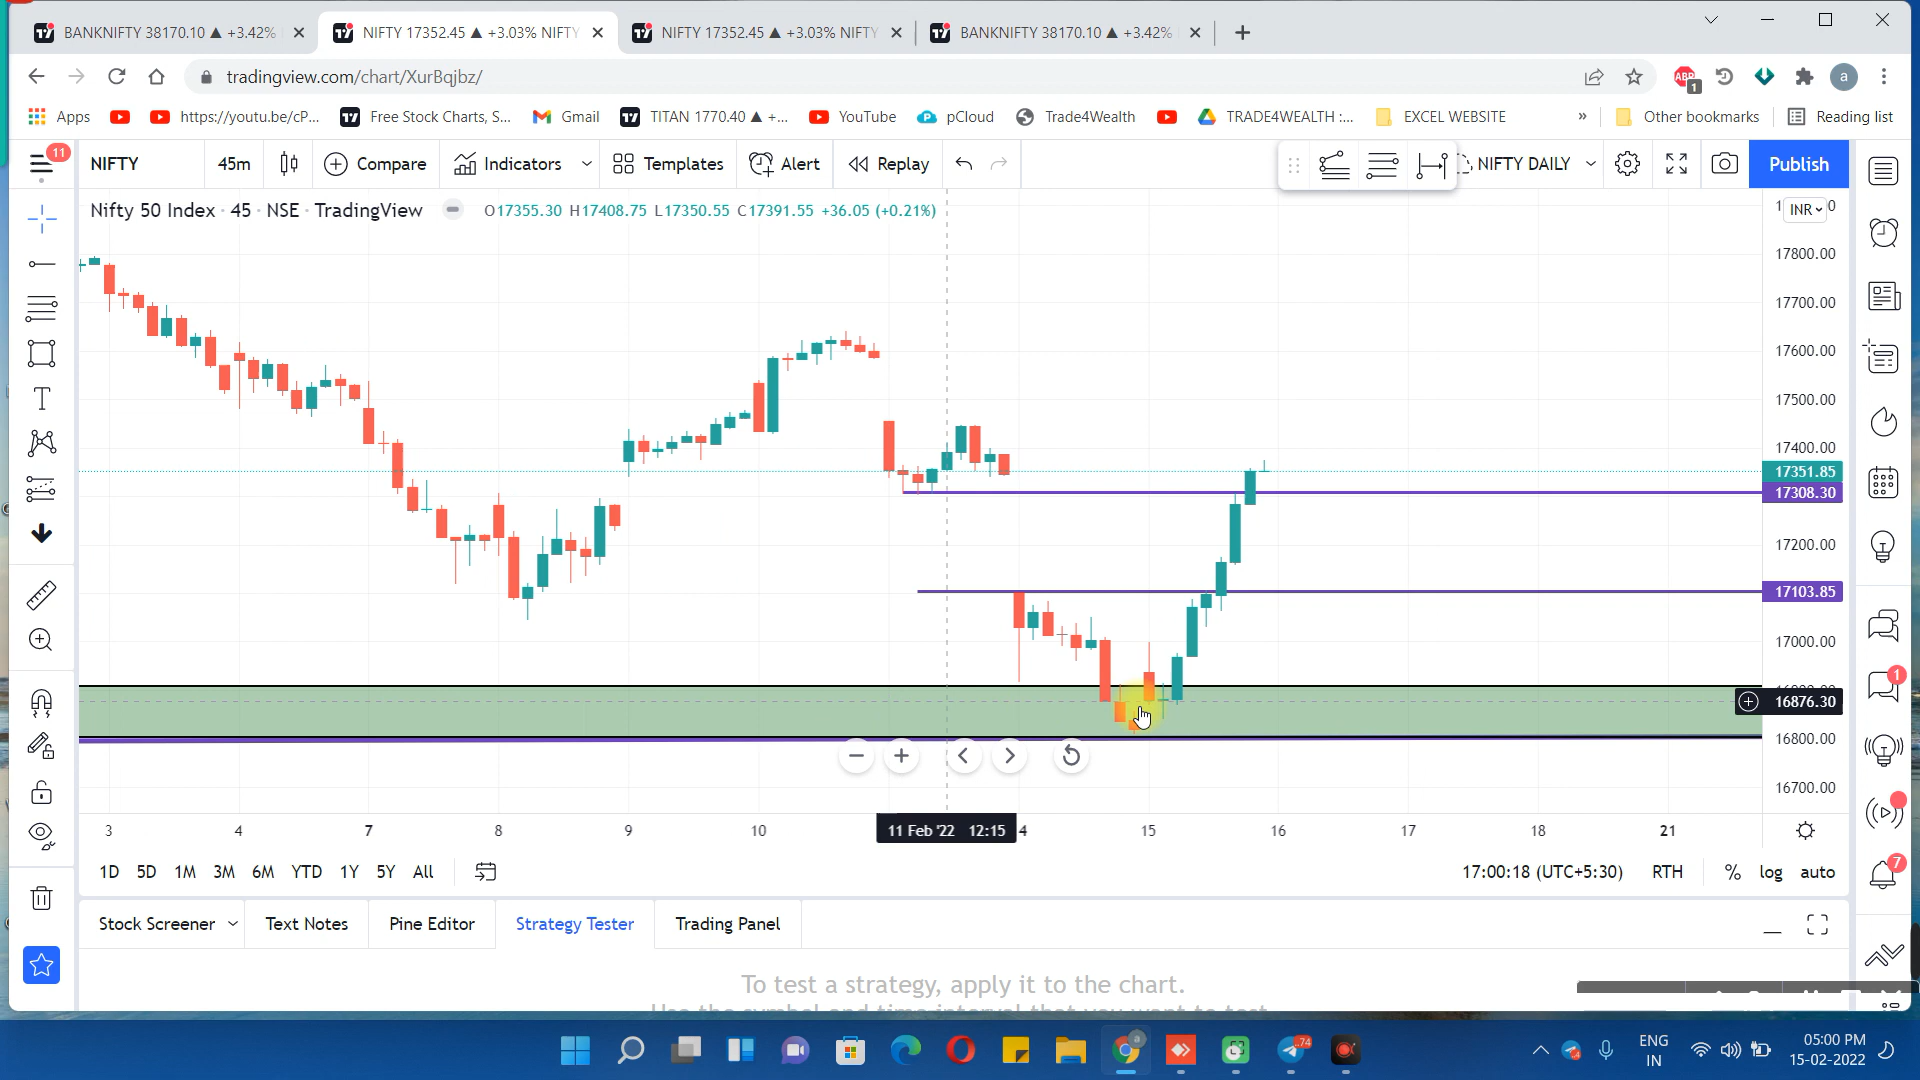 BANKNIFTY 38170.10 ▲ +3.42%
NIFTY 17352.45 ▲ +3.03% NIFTY
NIFTY 17352.45 ▲ +3.03% NIFTY
BANKNIFTY 38170.10 ▲ +3.42%
tradingview.com/chart/XurBqjbz/
ABP
1
a
Apps
https://youtu.be/cP...
Free Stock Charts, S...
Gmail
TITAN 1770.40 ▲ +...
YouTube
pCloud
Trade4Wealth
TRADE4WEALTH :...
EXCEL WEBSITE
»
Other bookmarks
Reading list
11
NIFTY
45m
Compare
Indicators
Templates
Alert
Replay
NIFTY DAILY
Publish
Nifty 50 Index · 45 · NSE · TradingView
O17355.30 H17408.75 L17350.55 C17391.55 +36.05 (+0.21%)
INR
17800.00
17700.00
17600.00
17500.00
17400.00
17351.85
17308.30
17200.00
17103.85
17000.00
16876.30
16800.00
16700.00
3 4 7 8 9 10 11 Feb '22 12:15 4 15 16 17 18 21
1D 5D 1M 3M 6M YTD 1Y 5Y All
17:00:18 (UTC+5:30) RTH % log auto
1
7
Stock Screener
Text Notes
Pine Editor
Strategy Tester
Trading Panel
To test a strategy, apply it to the chart.
74
ENG
IN
05:00 PM
15-02-2022